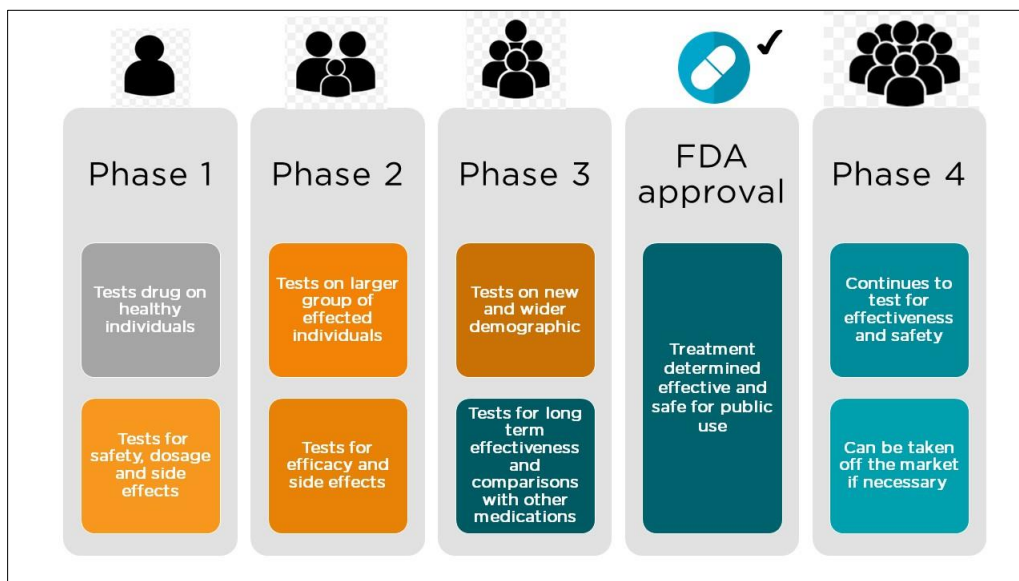 Phase 1
Tests drug on
healthy
individuals
Tests for
safety, dosage
and side
effects
Phase 2
Tests on larger
group of
effected
individuals
Tests for
efficacy and
side effects
Phase 3
Tests on new
and wider
demographic
Tests for long
term
effectiveness
and
comparisons
with other
medications
FDA
approval
Treatment
determined
effective and
safe for public
use
Phase 4
Continues to
test for
effectiveness
and safety
Can be taken
off the market
if necessary